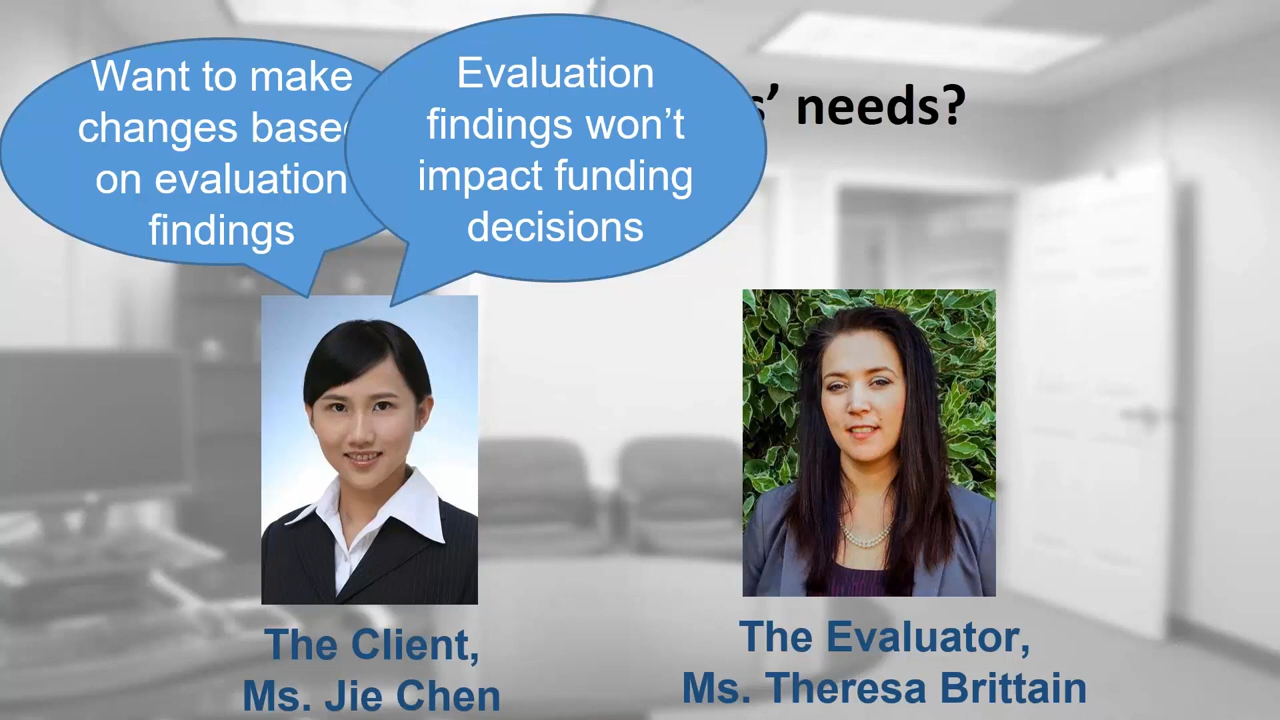 Want to make
changes base
on evaluation
findings
Evaluation
findings won’t
impact funding
decisions
needs?
The Client,
Ms. Jie Chen
The Evaluator,
Ms. Theresa Brittain